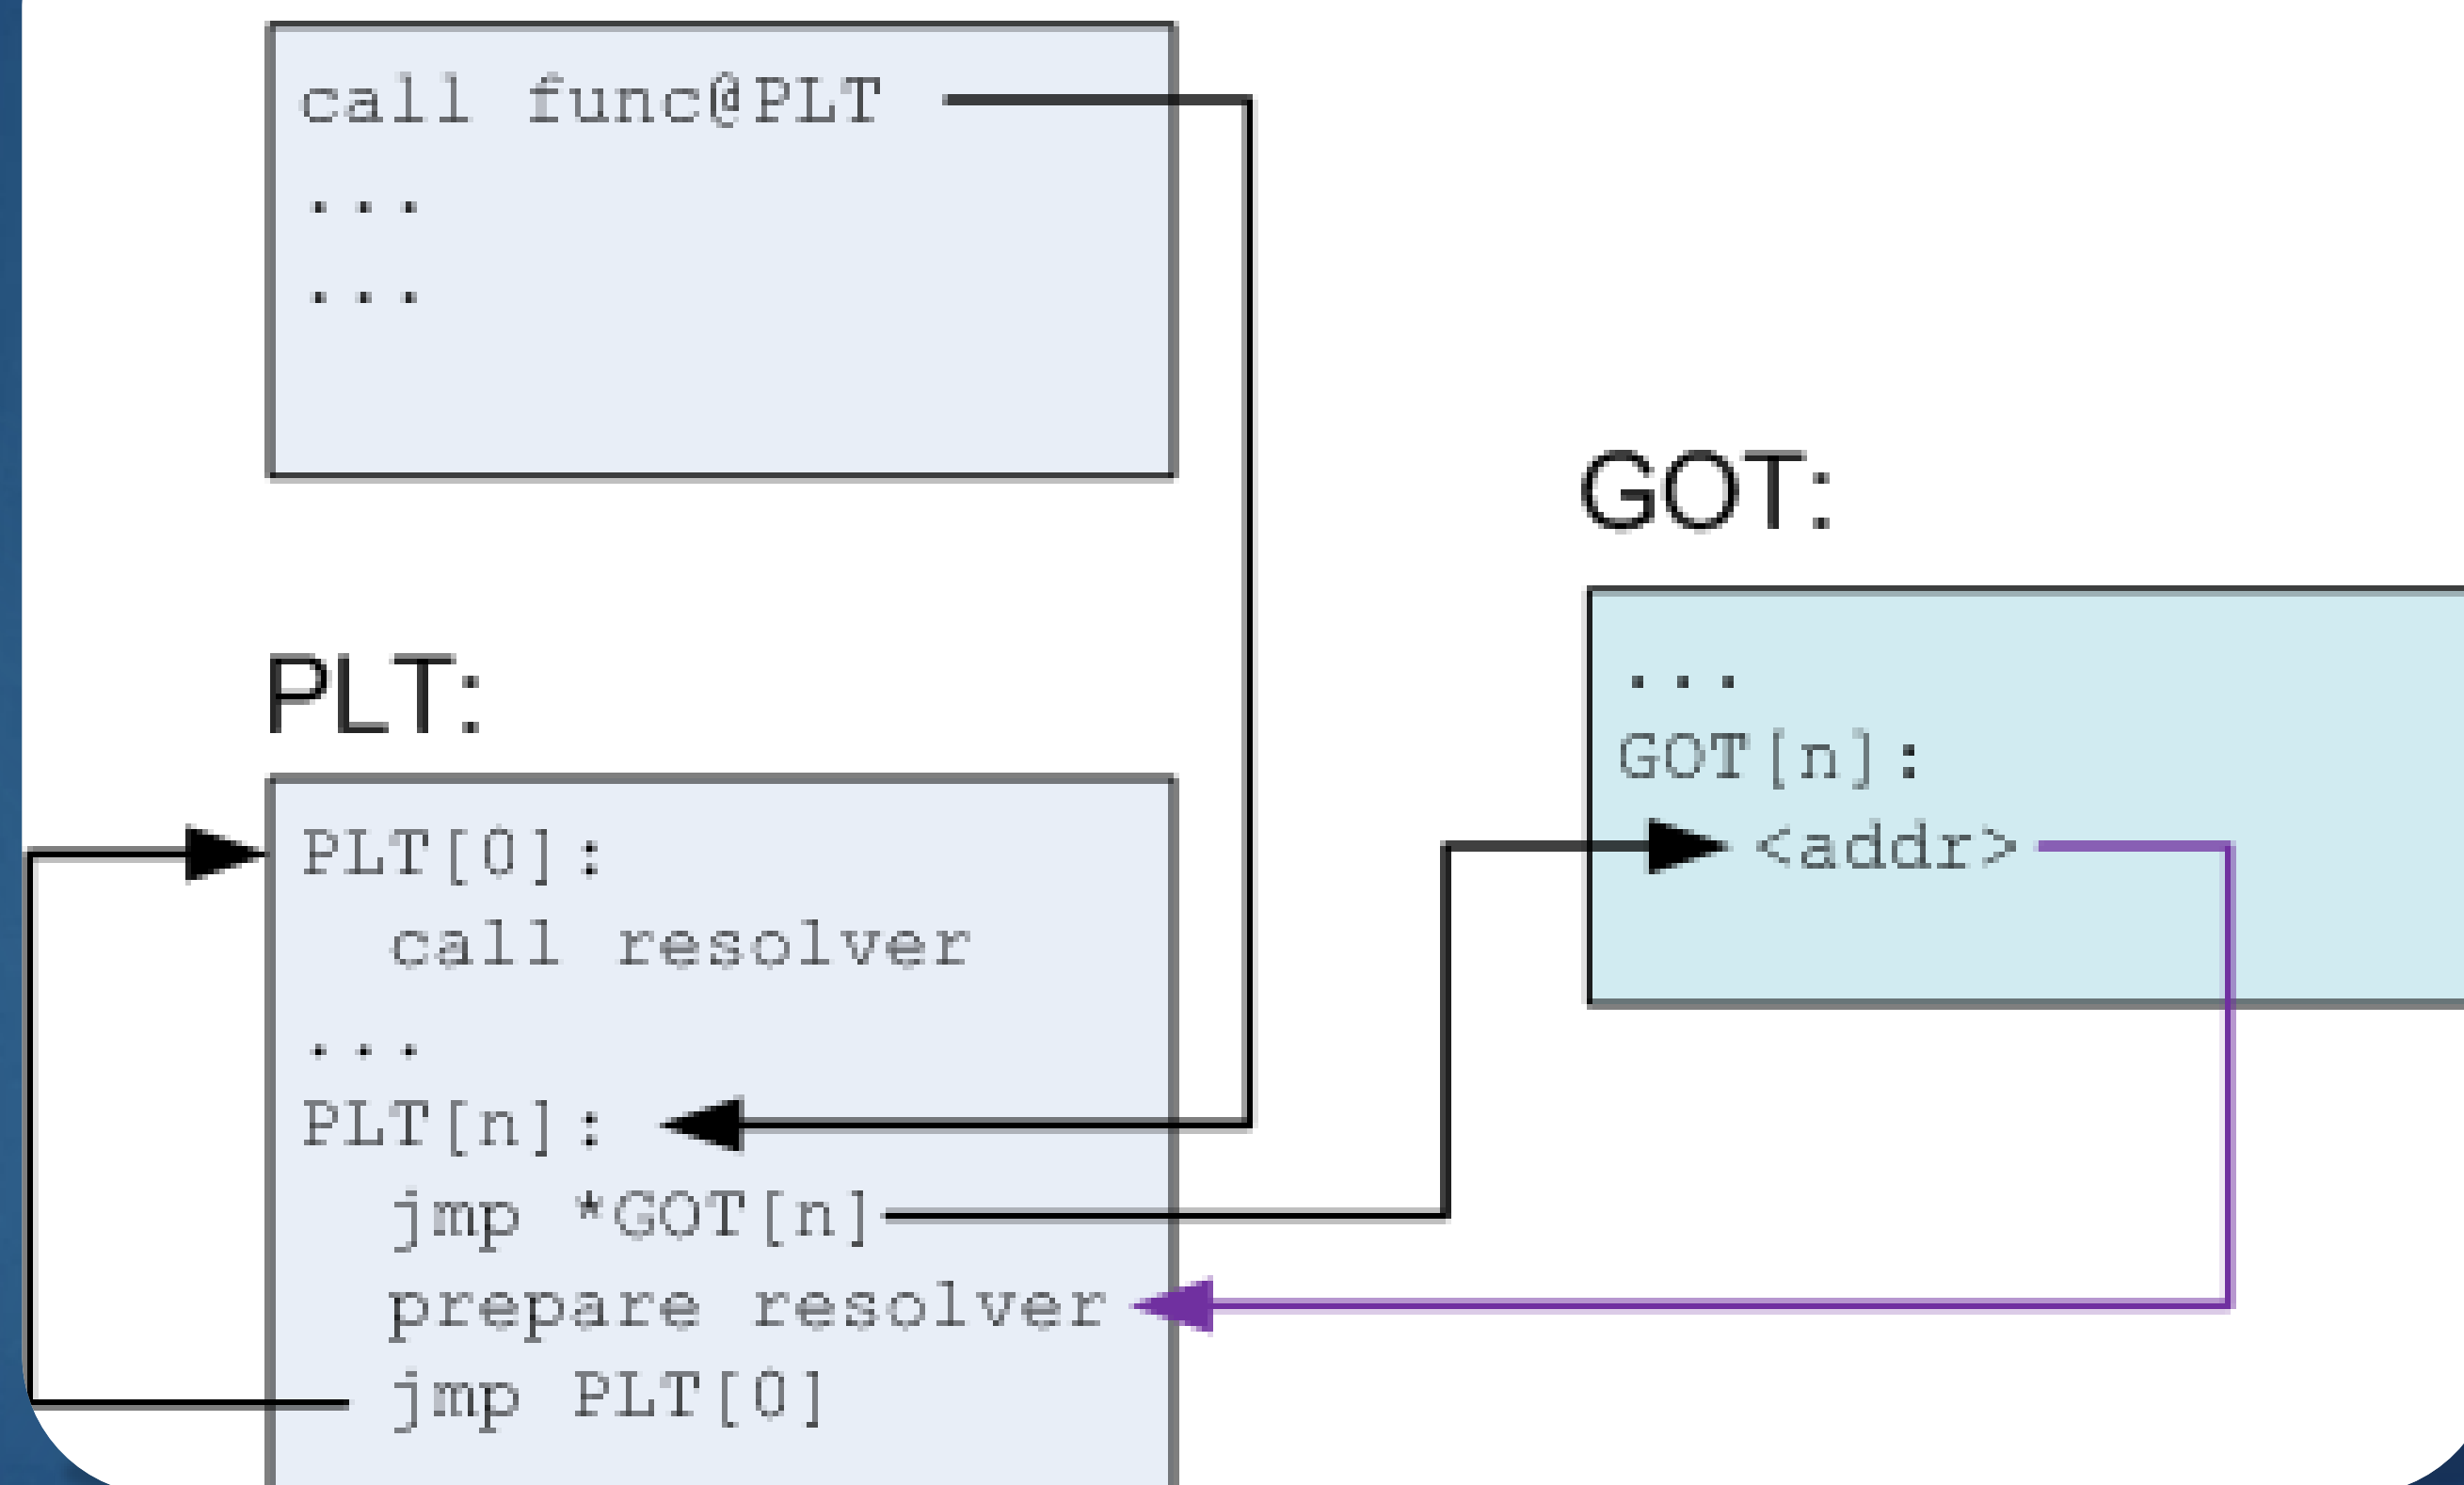 call func@PLT
...
...
PLT:
PLT[0]:
call resolver
...
PLT[n]:
jmp *GOT[n]
prepare resolver
jmp PLT[0]
GOT:
...
GOT[n]:
<addr>